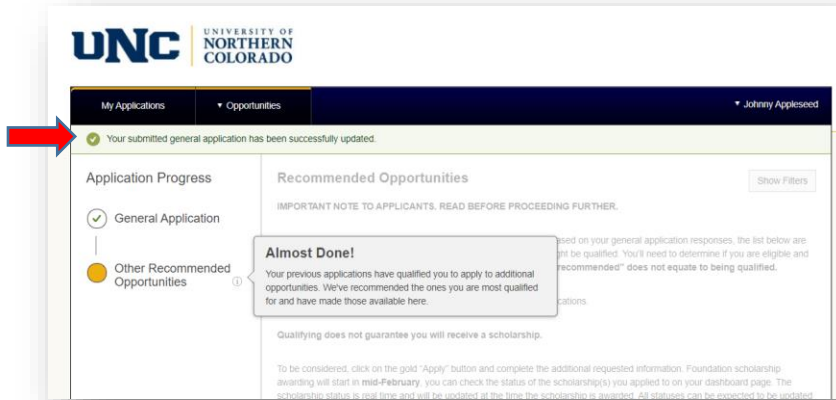 UNC
UNIVERSITY OF
NORTHERN
COLORADO
My Applications
Opportunities
Johnny Appleseed
Your submitted general application has been successfully updated.
Application Progress
General Application
Other Recommended
Opportunities
Recommended Opportunities
Show Filters
IMPORTANT NOTE TO APPLICANTS. READ BEFORE PROCEEDING FURTHER.
ased on your general application responses, the list below are
ght be qualified. You'll need to determine if you are eligible and
recommended" does not equate to being qualified.
cations.
Almost Done!
Your previous applications have qualified you to apply to additional
opportunities. We've recommended the ones you are most qualified
for and have made those available here.
Qualifying does not guarantee you will receive a scholarship.
To be considered, click on the gold "Apply" button and complete the additional requested information. Foundation scholarship
awarding will start in mid-February, you can check the status of the scholarship(s) you applied to on your dashboard page. The
scholarship status is real time and will be updated at the time the scholarship is awarded. All statuses can be expected to be updated